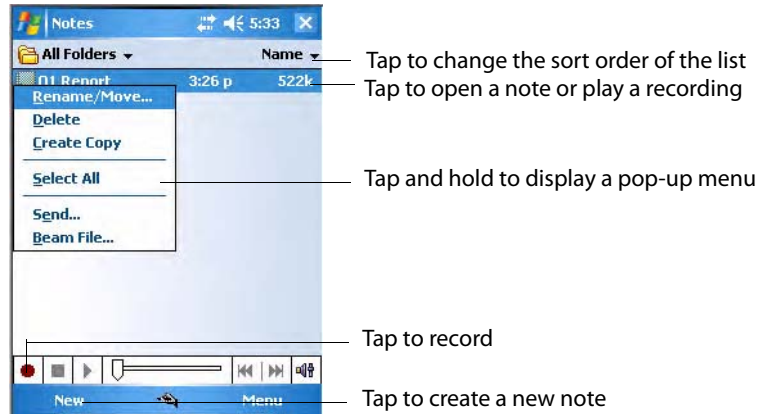 Notes 5:33
All Folders Name
Tap to change the sort order of the list
Q1 Report 3:26 p 522k
Tap to open a note or play a recording
Rename/Move...
Delete
Create Copy
Select All
Tap and hold to display a pop-up menu
Send...
Beam File...
Tap to record
New Menu
Tap to create a new note